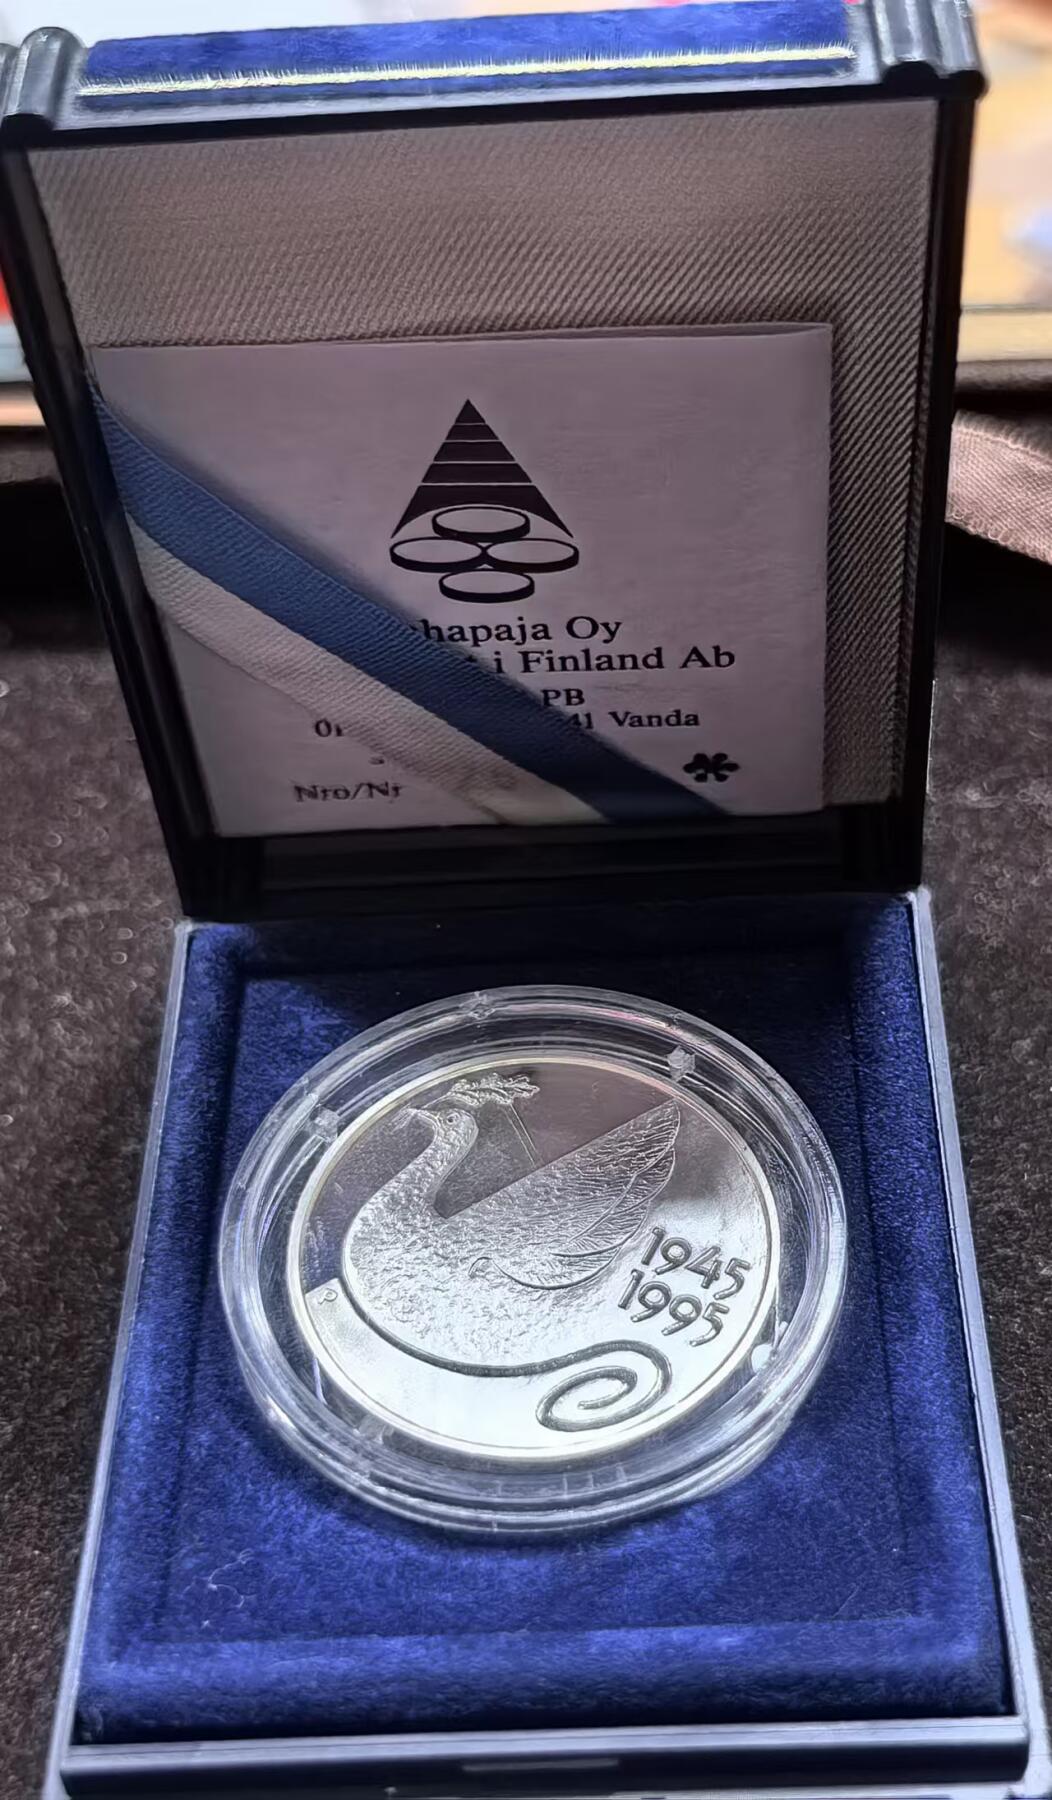 hapaja Oy
i Finland Ab
PB
41 Vanda
Nro/Nr
1945
1995
P